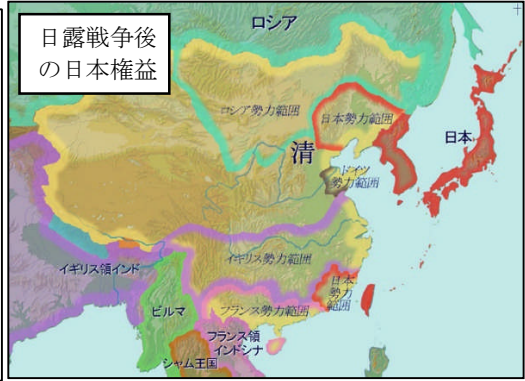 日露戦争後
の日本権益
ロシア
ロシア勢力範囲
日本勢力範囲
日本
清
ドイツ
勢力範囲
イギリス領インド
イギリス勢力範囲
日本
勢力
範囲
ビルマ
フランス勢力範囲
フランス領
インドシナ
シャム王国